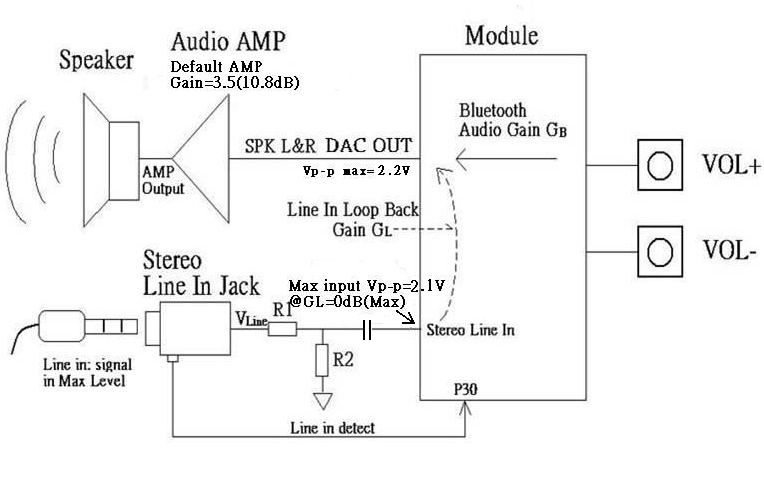 Module
Audio AMP
Speaker
Default AMP
Gain=3.5(10.8dB)
Bluetooth
Audio Gain GB
SPK L&R DAC OUT
Vp-p max=2.2V
AMP
Output
VOL+
Line In Loop Back
Gain GL
VOL-
Stereo
Line In Jack
Max input Vp-p=2.1V
@GL=0dB(Max)
VLine
R1
Stereo Line In
R2
Line in: signal
in Max Level
P30
Line in detect